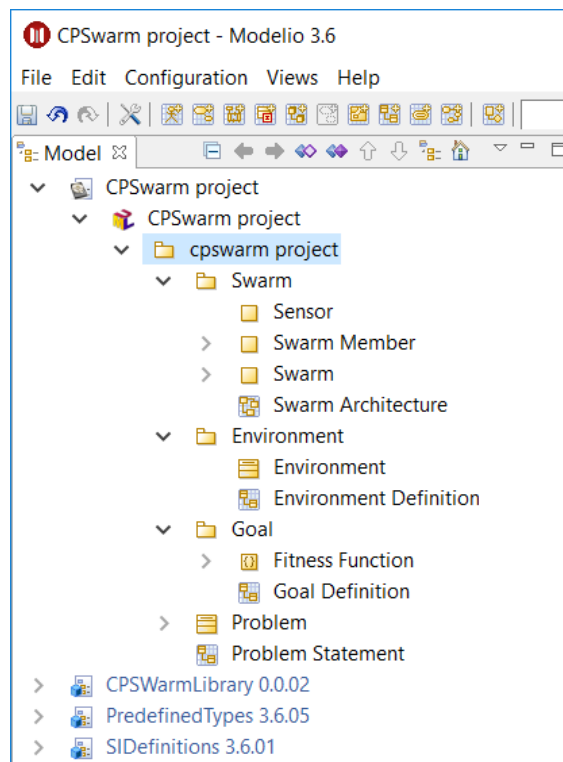 CPSwarm project - Modelio 3.6
File Edit Configuration Views Help
Model
CPSwarm project
CPSwarm project
cpswarm project
Swarm
Sensor
Swarm Member
Swarm
Swarm Architecture
Environment
Environment
Environment Definition
Goal
Fitness Function
Goal Definition
Problem
Problem Statement
CPSWarmLibrary 0.0.02
PredefinedTypes 3.6.05
SIDefinitions 3.6.01